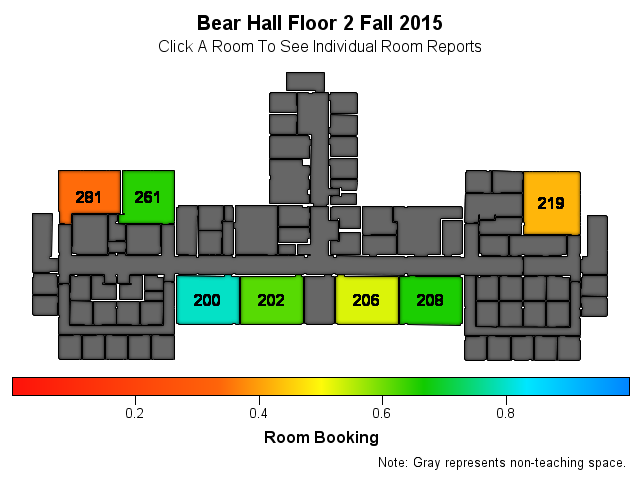 Bear Hall Floor 2 Fall 2015
Click A Room To See Individual Room Reports
281 261 219
200 202 206 208
0.2 0.4 0.6 0.8
Room Booking
Note: Gray represents non-teaching space.